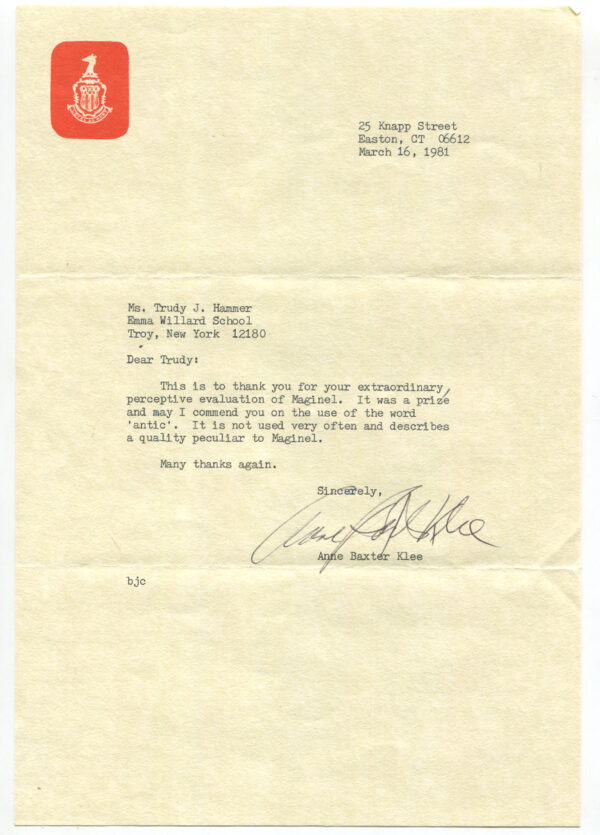 25 Knapp Street
Easton, CT 06612
March 16, 1981
Ms. Trudy J. Hammer
Emma Willard School
Troy, New York 12180
Dear Trudy:
This is to thank you for your extraordinary,
perceptive evaluation of Maginel. It was a prize,
and may I commend you on the use of the word
'antic'. It is not used very often and describes
a quality peculiar to Maginel.
Many thanks again.
Sincerely,
Anne Baxter Klee
Anne Baxter Klee
bjc